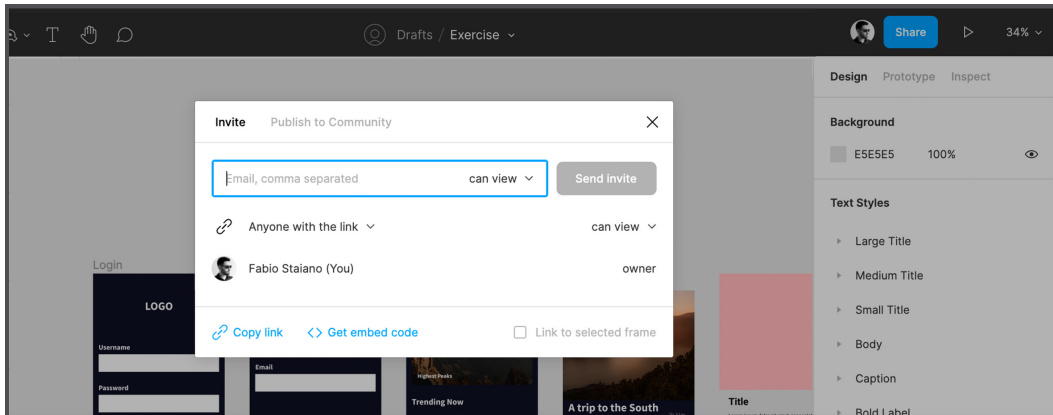 Drafts / Exercise
Share
34%
Design Prototype Inspect
Background
E5E5E5 100%
Text Styles
Large Title
Medium Title
Small Title
Body
Caption
Bold Label
Invite Publish to Community
Email, comma separated can view Send invite
Anyone with the link can view
Fabio Staiano (You) owner
Copy link Get embed code Link to selected frame
Login
LOGO
Username
Password
Email
Highest Peaks
Trending Now
A trip to the South
Title